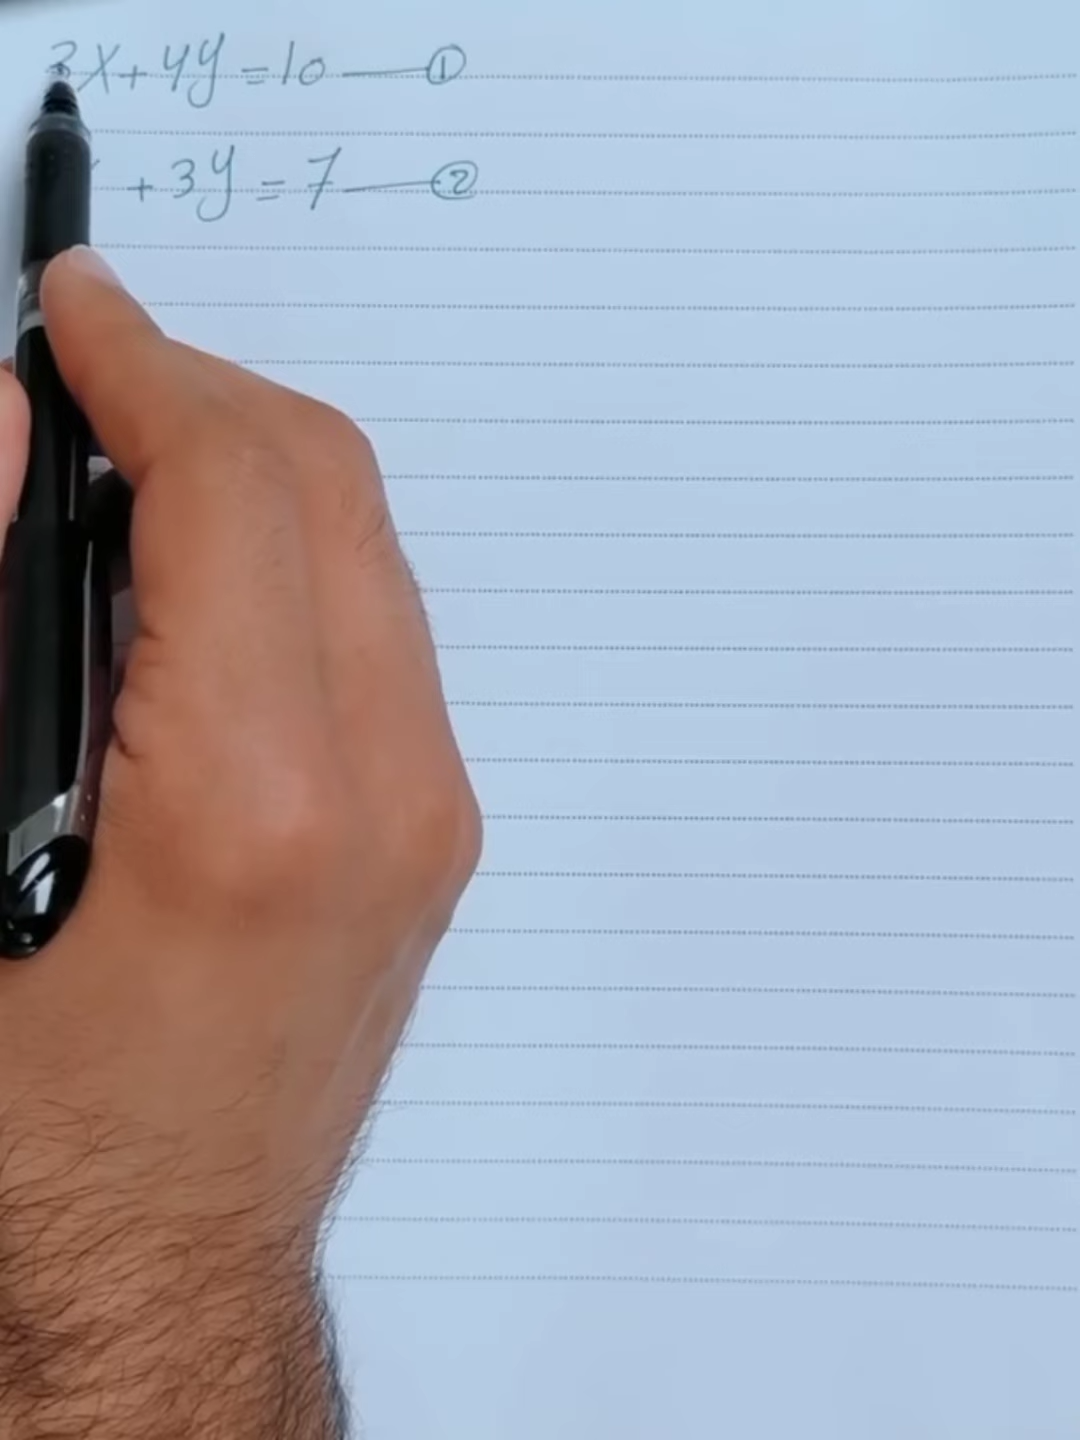 3x+4y=10 — ①
+3y=7 — ②